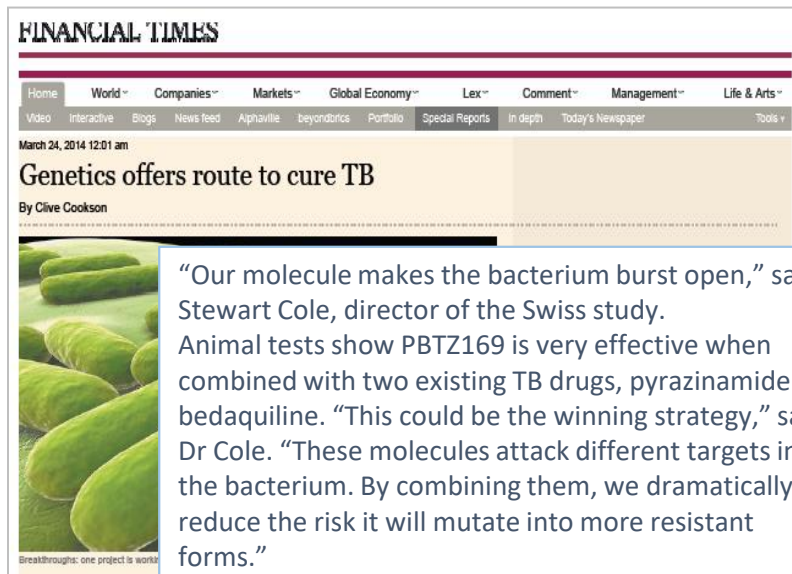 FINANCIAL TIMES
Home World Companies Markets Global Economy Lex Comment Management Life & Arts
Video Interactive Blogs News feed Alphaville beyondbrics Portfolio Special Reports In depth Today's Newspaper Tools
March 24, 2014 12:01 am
Genetics offers route to cure TB
By Clive Cookson
“Our molecule makes the bacterium burst open,” sa
Stewart Cole, director of the Swiss study.
Animal tests show PBTZ169 is very effective when
combined with two existing TB drugs, pyrazinamide
bedaquiline. “This could be the winning strategy,” sa
Dr Cole. “These molecules attack different targets in
the bacterium. By combining them, we dramatically
reduce the risk it will mutate into more resistant
forms.”
Breakthroughs: one project is workin